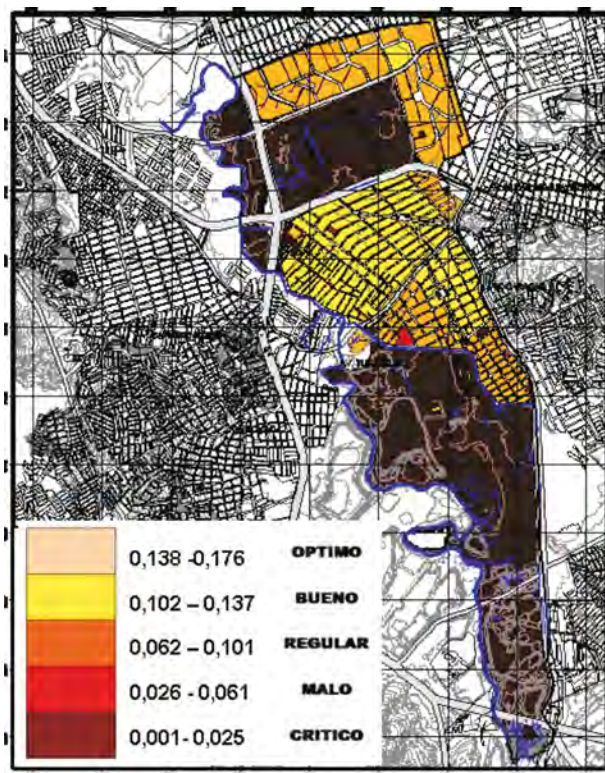 0,138 -0,176 OPTIMO
0,102 – 0,137 BUENO
0,062 – 0,101 REGULAR
0,026 - 0,061 MALO
0,001- 0,025 CRITICO